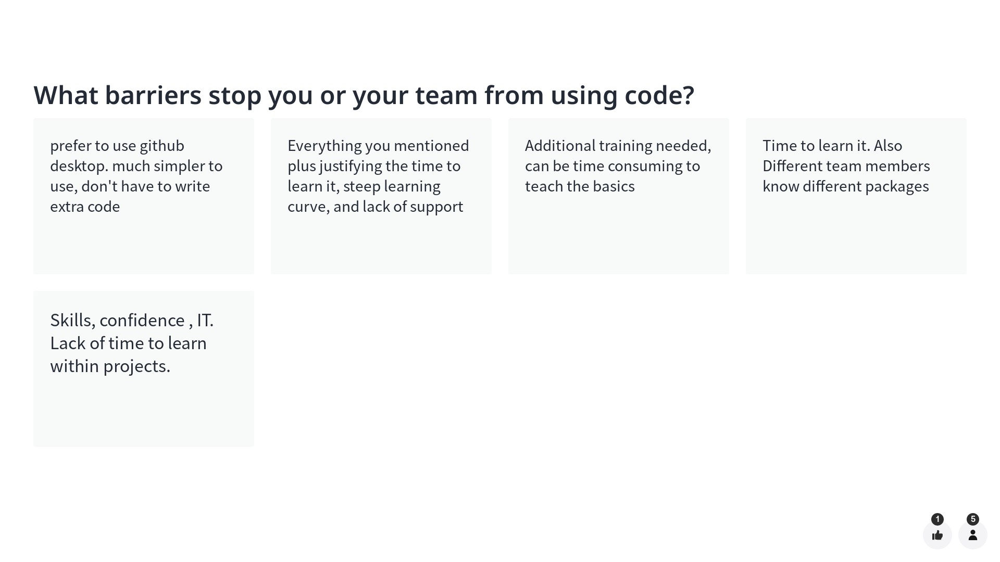 What barriers stop you or your team from using code?
prefer to use github
desktop. much simpler to
use, don't have to write
extra code
Everything you mentioned
plus justifying the time to
learn it, steep learning
curve, and lack of support
Additional training needed,
can be time consuming to
teach the basics
Time to learn it. Also
Different team members
know different packages
Skills, confidence , IT.
Lack of time to learn
within projects.
1
5